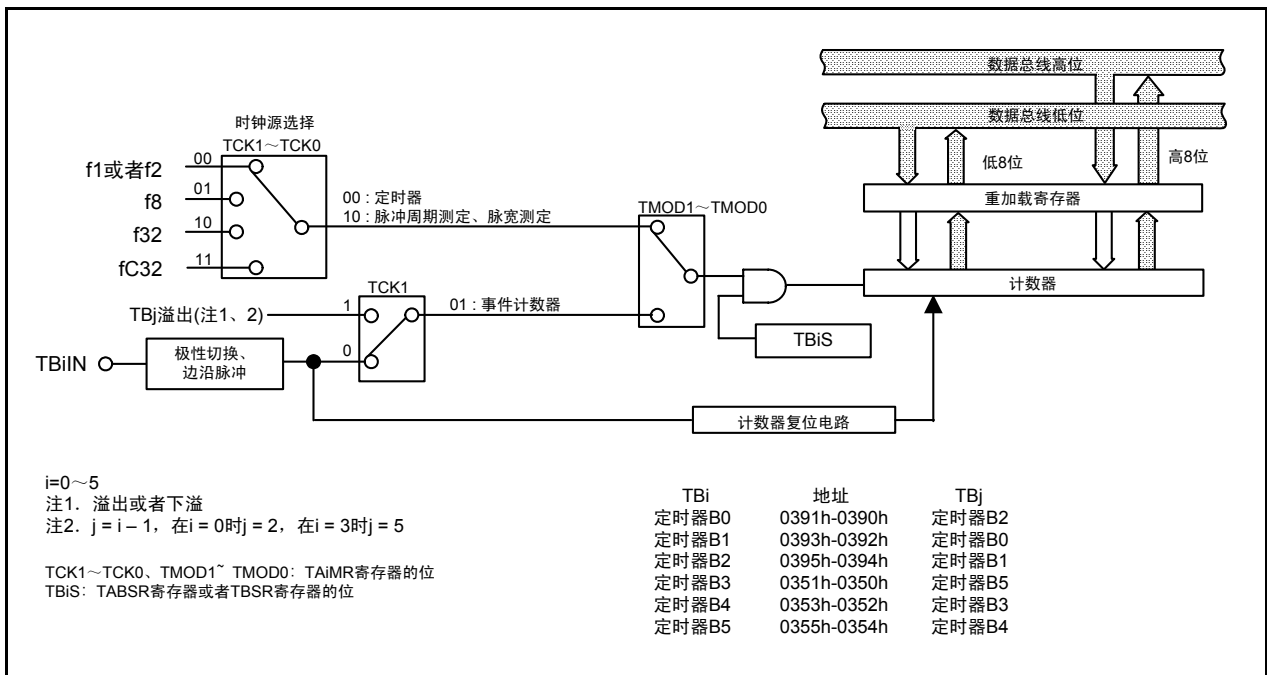 数据总线高位
数据总线低位
低8位
高8位
重加载寄存器
计数器
时钟源选择
TCK1～TCK0
f1或者f2
00
f8
01
f32
10
fC32
11
00 : 定时器
10 : 脉冲周期测定、脉宽测定
TMOD1～TMOD0
TCK1
TBj溢出(注1、2)
1
01 : 事件计数器
TBiIN
极性切换、
边沿脉冲
0
TBiS
计数器复位电路
i=0～5
注1. 溢出或者下溢
注2. j = i – 1，在i = 0时j = 2，在i = 3时j = 5
TCK1～TCK0、TMOD1~ TMOD0：TAiMR寄存器的位
TBiS：TABSR寄存器或者TBSR寄存器的位
TBi 地址 TBj
定时器B0 0391h-0390h 定时器B2
定时器B1 0393h-0392h 定时器B0
定时器B2 0395h-0394h 定时器B1
定时器B3 0351h-0350h 定时器B5
定时器B4 0353h-0352h 定时器B3
定时器B5 0355h-0354h 定时器B4